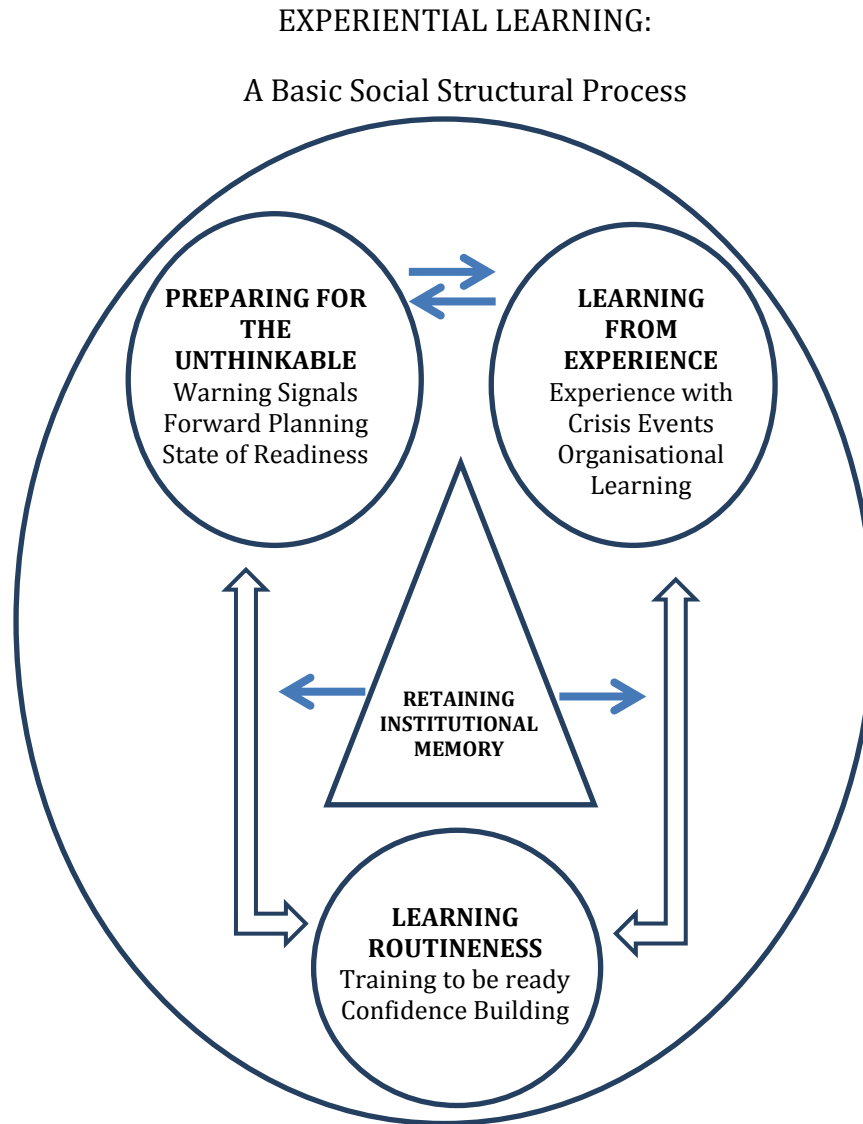 EXPERIENTIAL LEARNING:
A Basic Social Structural Process
PREPARING FOR
THE
UNTHINKABLE
Warning Signals
Forward Planning
State of Readiness
LEARNING
FROM
EXPERIENCE
Experience with
Crisis Events
Organisational
Learning
RETAINING
INSTITUTIONAL
MEMORY
LEARNING
ROUTINENESS
Training to be ready
Confidence Building